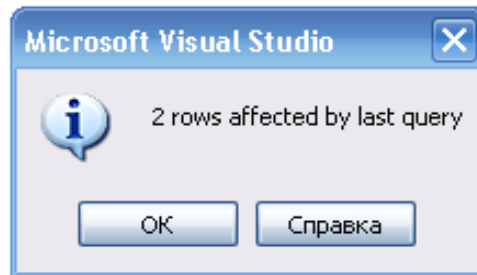 Microsoft Visual Studio
2 rows affected by last query
OK
Справка